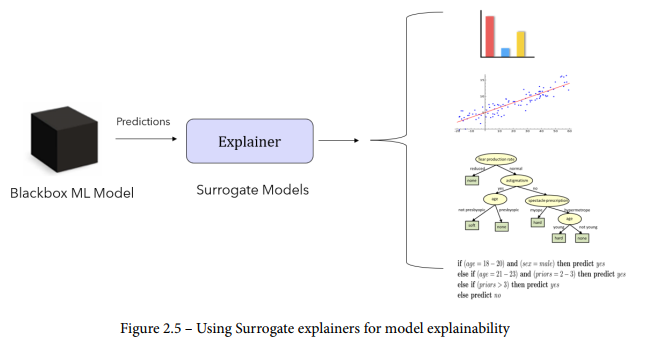 Predictions
Explainer
Blackbox ML Model
Surrogate Models
tear production rate
reduced
normal
none
astigmatism
yes
no
age
spectacle prescription
not presbyopic
presbyopic
myope
hypermetrope
soft
none
hard
age
young
not young
hard
none
if (age = 18 – 20) and (sex = male) then predict yes
else if (age = 21 – 23) and (priors = 2 – 3) then predict yes
else if (priors > 3) then predict yes
else predict no
Figure 2.5 – Using Surrogate explainers for model explainability